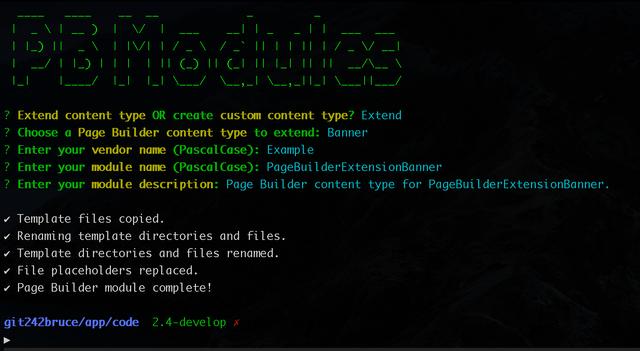 PB Modules
? Extend content type OR create custom content type? Extend
? Choose a Page Builder content type to extend: Banner
? Enter your vendor name (PascalCase): Example
? Enter your module name (PascalCase): PageBuilderExtensionBanner
? Enter your module description: Page Builder content type for PageBuilderExtensionBanner.
✔ Template files copied.
✔ Renaming template directories and files.
✔ Template directories and files renamed.
✔ File placeholders replaced.
✔ Page Builder module complete!
git242bruce/app/code 2.4-develop ✗
▶